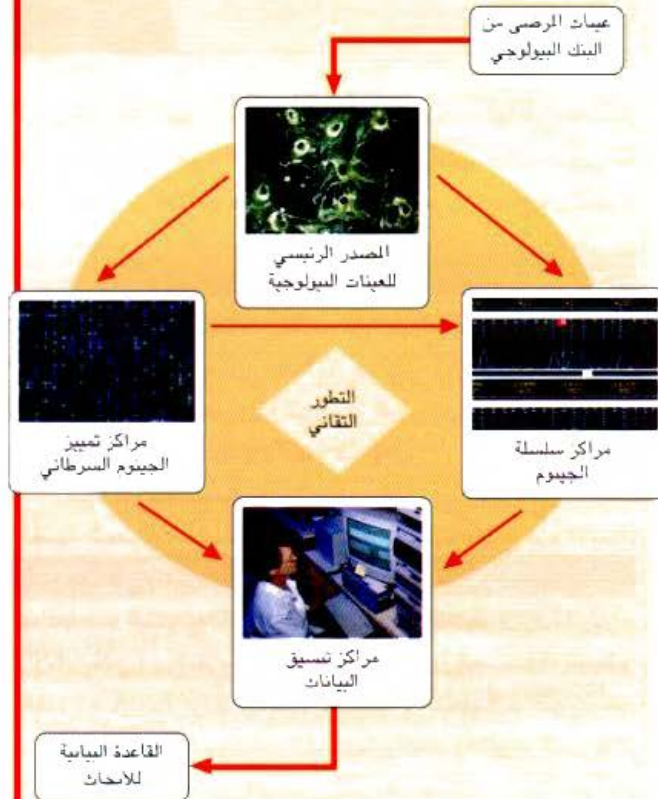 عينات المرضى من
البنك البيولوجي
المصدر الرئيسي
للعينات البيولوجية
مراكز تمييز
الجينوم السرطاني
التطور
التقاني
مراكز سلسلة
الجينوم
مراكز تنسيق
البيانات
القاعدة البيانية
للأبحاث